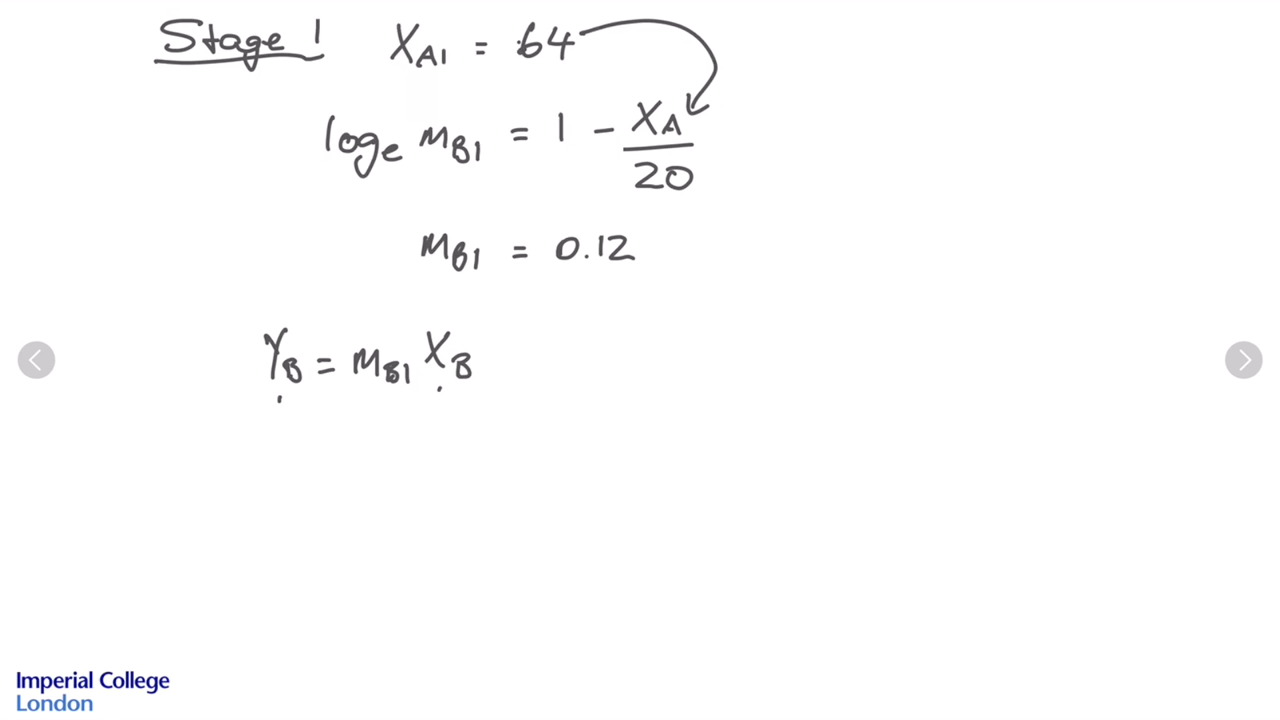 Stage 1 X_A1 = 64
log_e M_B1 = 1 - X_A/20
M_B1 = 0.12
Y_B = M_B1 X_B
Imperial College
London